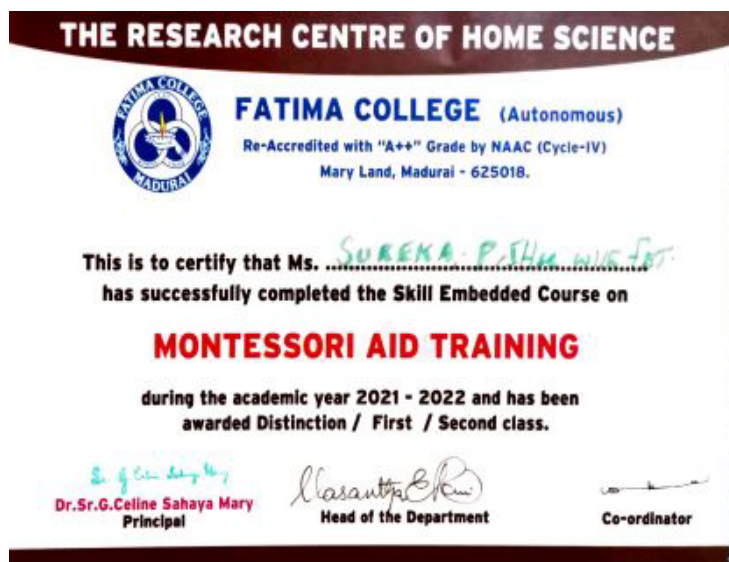 THE RESEARCH CENTRE OF HOME SCIENCE
FATIMA COLLEGE
MADURAI
FATIMA COLLEGE (Autonomous)
Re-Accredited with "A++" Grade by NAAC (Cycle-IV)
Mary Land, Madurai - 625018.
This is to certify that Ms. SUREKA. P.
has successfully completed the Skill Embedded Course on
MONTESSORI AID TRAINING
during the academic year 2021 - 2022 and has been
awarded Distinction / First / Second class.
Dr.Sr.G.Celine Sahaya Mary
Principal
Head of the Department
Co-ordinator